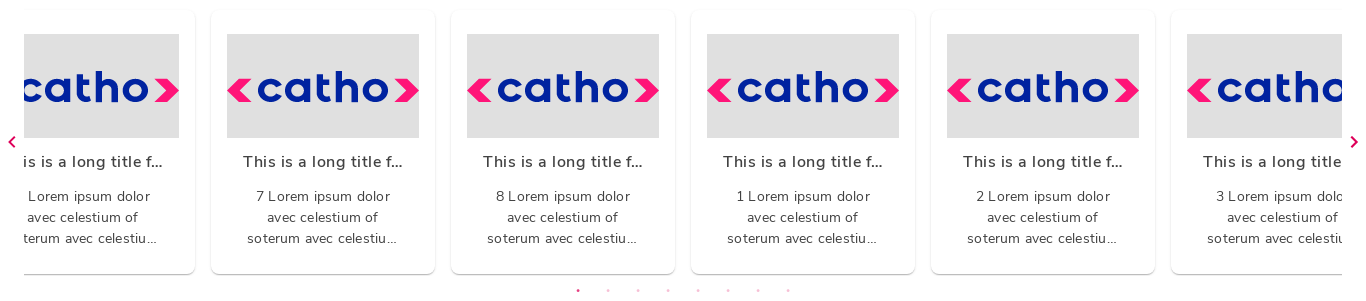 catho
This is a long title f...
Lorem ipsum dolor
avec celestium of
soterum avec celestiu...
catho
This is a long title f...
7 Lorem ipsum dolor
avec celestium of
soterum avec celestiu...
catho
This is a long title f...
8 Lorem ipsum dolor
avec celestium of
soterum avec celestiu...
catho
This is a long title f...
1 Lorem ipsum dolor
avec celestium of
soterum avec celestiu...
catho
This is a long title f...
2 Lorem ipsum dolor
avec celestium of
soterum avec celestiu...
catho
This is a long title
3 Lorem ipsum dolo
avec celestium of
soterum avec celestiu